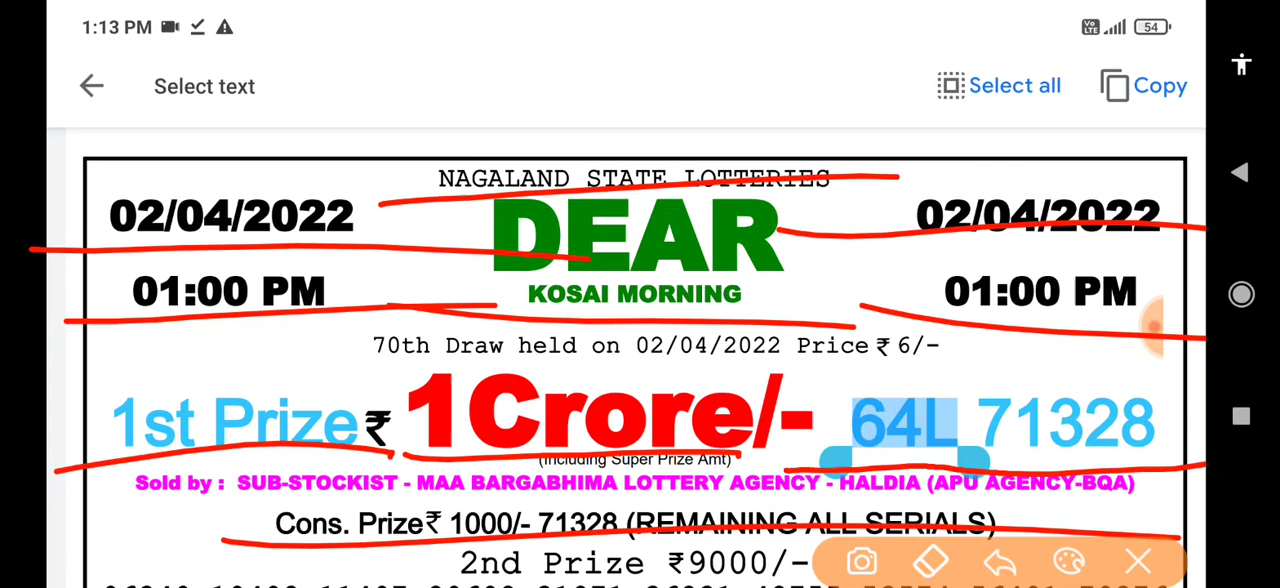 1:13 PM
Vo LTE 54
Select text
Select all
Copy
NAGALAND STATE LOTTERIES
02/04/2022 DEAR 02/04/2022
01:00 PM KOSAI MORNING 01:00 PM
70th Draw held on 02/04/2022 Price ₹ 6/-
1st Prize ₹ 1Crore/- 64L 71328
(Including Super Prize Amt)
Sold by : SUB-STOCKIST - MAA BARGABHIMA LOTTERY AGENCY - HALDIA (APU AGENCY-BQA)
Cons. Prize ₹ 1000/- 71328 (REMAINING ALL SERIALS)
2nd Prize ₹9000/-